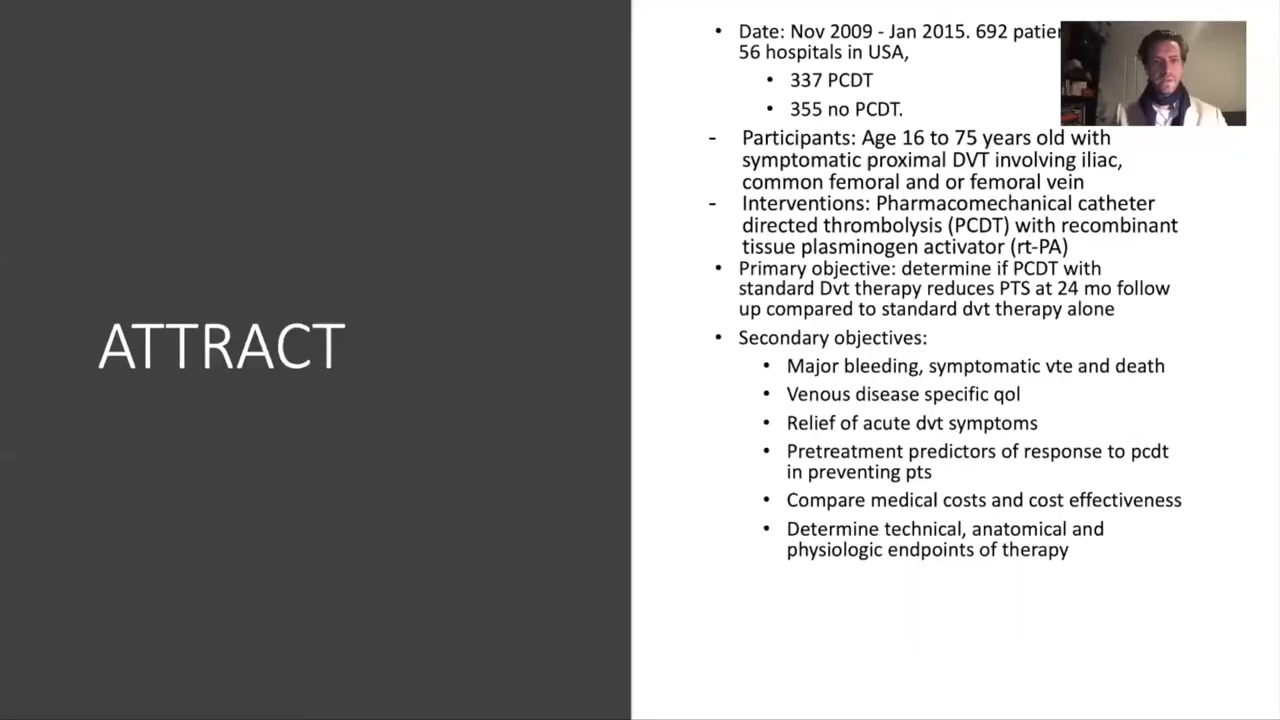 ATTRACT
• Date: Nov 2009 - Jan 2015. 692
56 hospitals in USA,
• 337 PCDT
• 355 no PCDT.
- Participants: Age 16 to 75 years old with
symptomatic proximal DVT involving iliac,
common femoral and or femoral vein
- Interventions: Pharmacomechanical catheter
directed thrombolysis (PCDT) with recombinant
tissue plasminogen activator (rt-PA)
• Primary objective: determine if PCDT with
standard Dvt therapy reduces PTS at 24 mo follow
up compared to standard dvt therapy alone
• Secondary objectives:
• Major bleeding, symptomatic vte and death
• Venous disease specific qol
• Relief of acute dvt symptoms
• Pretreatment predictors of response to pcdt
in preventing pts
• Compare medical costs and cost effectiveness
• Determine technical, anatomical and
physiologic endpoints of therapy